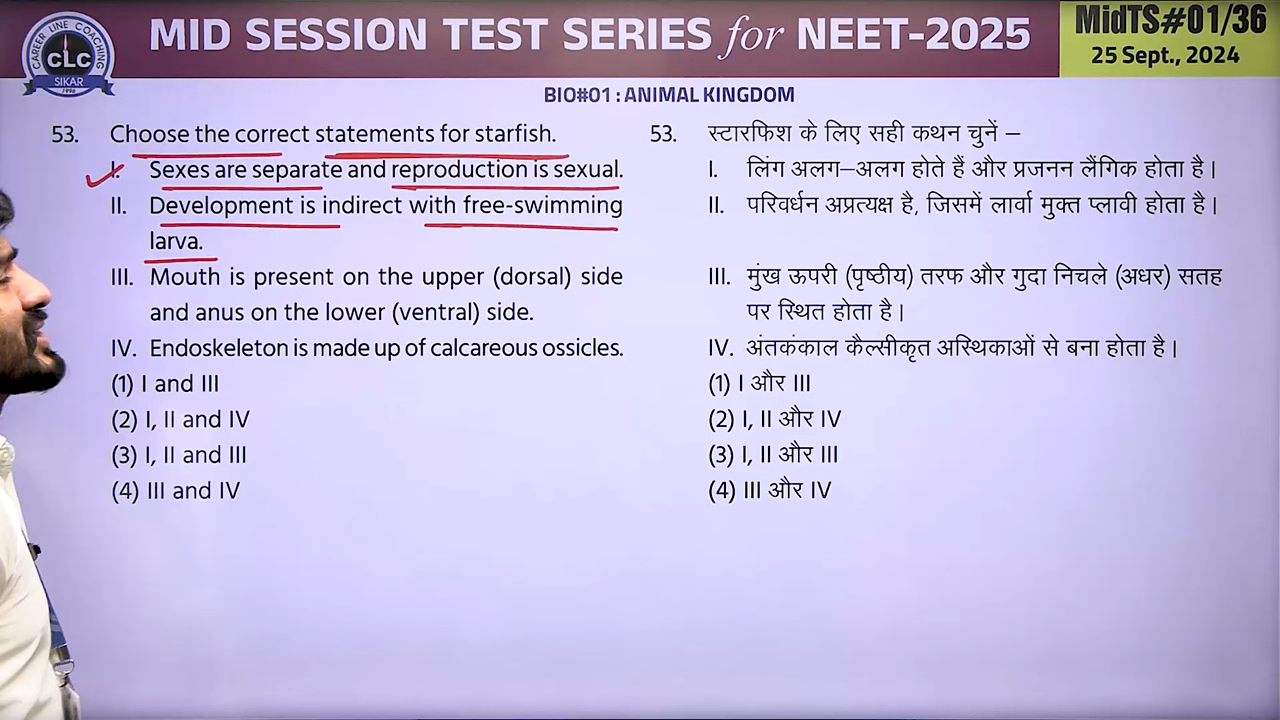 CAREER LINE COACHING
CLC
SIKAR
1996
MID SESSION TEST SERIES for NEET-2025
MidTS#01/36
25 Sept., 2024
BIO#01 : ANIMAL KINGDOM
53. Choose the correct statements for starfish.
I. Sexes are separate and reproduction is sexual.
II. Development is indirect with free-swimming
larva.
III. Mouth is present on the upper (dorsal) side
and anus on the lower (ventral) side.
IV. Endoskeleton is made up of calcareous ossicles.
(1) I and III
(2) I, II and IV
(3) I, II and III
(4) III and IV
53. स्टारफिश के लिए सही कथन चुनें –
I. लिंग अलग–अलग होते हैं और प्रजनन लैंगिक होता है।
II. परिवर्धन अप्रत्यक्ष है, जिसमें लार्वा मुक्त प्लावी होता है।
III. मुंख ऊपरी (पृष्ठीय) तरफ और गुदा निचले (अधर) सतह
पर स्थित होता है।
IV. अंतकंकाल कैल्सीकृत अस्थिकाओं से बना होता है।
(1) I और III
(2) I, II और IV
(3) I, II और III
(4) III और IV